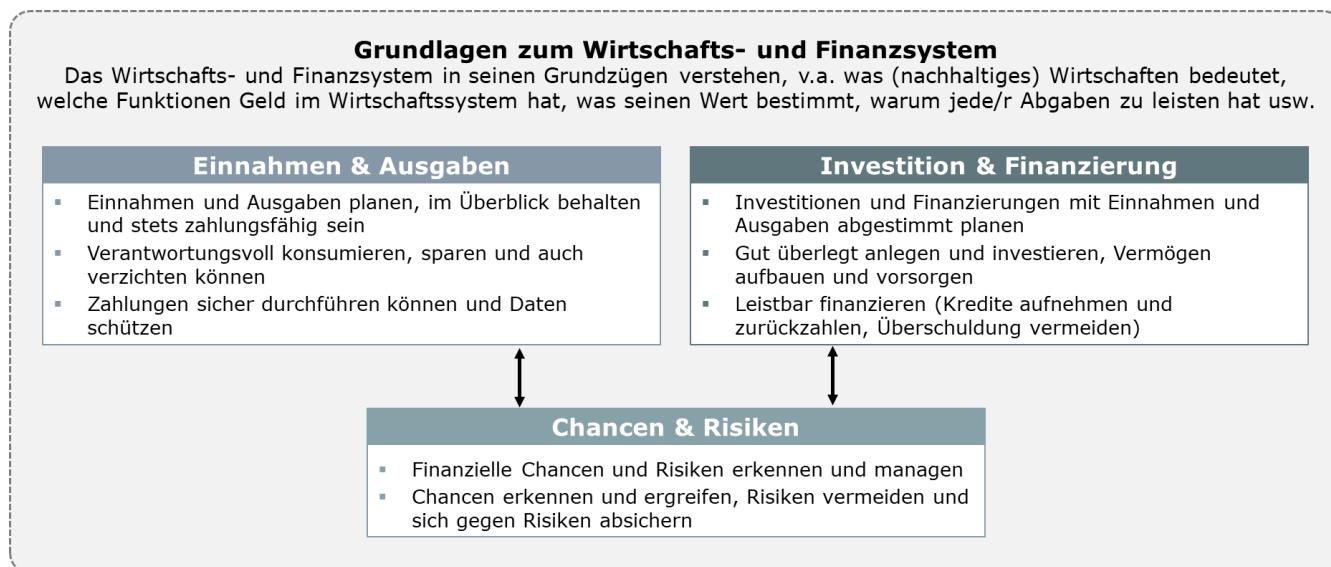 Grundlagen zum Wirtschafts- und Finanzsystem
Das Wirtschafts- und Finanzsystem in seinen Grundzügen verstehen, v.a. was (nachhaltiges) Wirtschaften bedeutet,
welche Funktionen Geld im Wirtschaftssystem hat, was seinen Wert bestimmt, warum jede/r Abgaben zu leisten hat usw.
Einnahmen & Ausgaben
▪ Einnahmen und Ausgaben planen, im Überblick behalten
und stets zahlungsfähig sein
▪ Verantwortungsvoll konsumieren, sparen und auch
verzichten können
▪ Zahlungen sicher durchführen können und Daten
schützen
Investition & Finanzierung
▪ Investitionen und Finanzierungen mit Einnahmen und
Ausgaben abgestimmt planen
▪ Gut überlegt anlegen und investieren, Vermögen
aufbauen und vorsorgen
▪ Leistbar finanzieren (Kredite aufnehmen und
zurückzahlen, Überschuldung vermeiden)
Chancen & Risiken
▪ Finanzielle Chancen und Risiken erkennen und managen
▪ Chancen erkennen und ergreifen, Risiken vermeiden und
sich gegen Risiken absichern